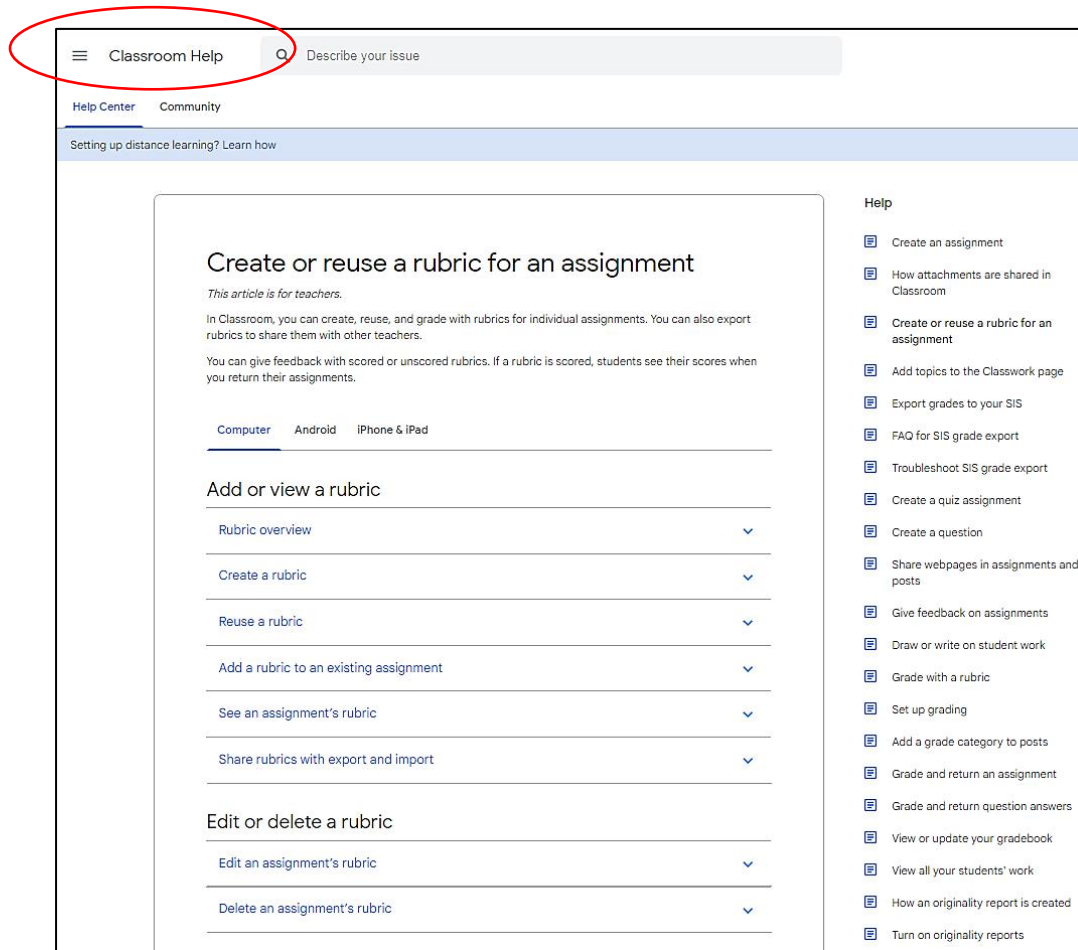 Classroom Help
Describe your issue
Help Center
Community
Setting up distance learning? Learn how
Create or reuse a rubric for an assignment
This article is for teachers.
In Classroom, you can create, reuse, and grade with rubrics for individual assignments. You can also export
rubrics to share them with other teachers.
You can give feedback with scored or unscored rubrics. If a rubric is scored, students see their scores when
you return their assignments.
Computer
Android
iPhone & iPad
Add or view a rubric
Rubric overview
Create a rubric
Reuse a rubric
Add a rubric to an existing assignment
See an assignment's rubric
Share rubrics with export and import
Edit or delete a rubric
Edit an assignment's rubric
Delete an assignment's rubric
Help
Create an assignment
How attachments are shared in
Classroom
Create or reuse a rubric for an
assignment
Add topics to the Classwork page
Export grades to your SIS
FAQ for SIS grade export
Troubleshoot SIS grade export
Create a quiz assignment
Create a question
Share webpages in assignments and
posts
Give feedback on assignments
Draw or write on student work
Grade with a rubric
Set up grading
Add a grade category to posts
Grade and return an assignment
Grade and return question answers
View or update your gradebook
View all your students' work
How an originality report is created
Turn on originality reports